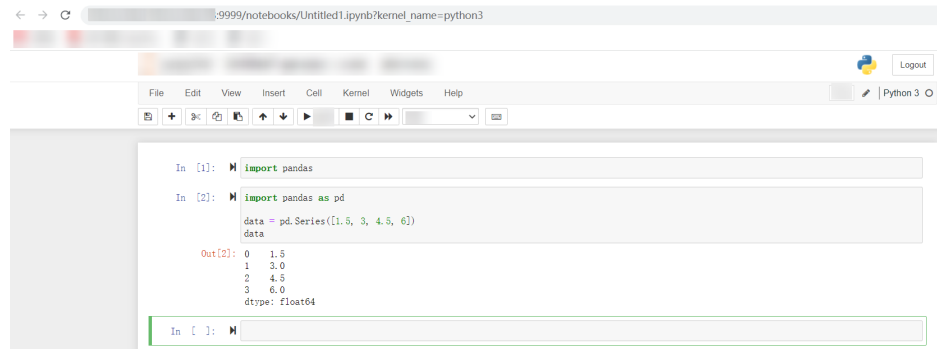 :9999/notebooks/Untitled1.ipynb?kernel_name=python3
Logout
File Edit View Insert Cell Kernel Widgets Help
Python 3
In [1]: import pandas
In [2]: import pandas as pd
data = pd.Series([1.5, 3, 4.5, 6])
data
Out[2]: 0 1.5
1 3.0
2 4.5
3 6.0
dtype: float64
In [ ]: